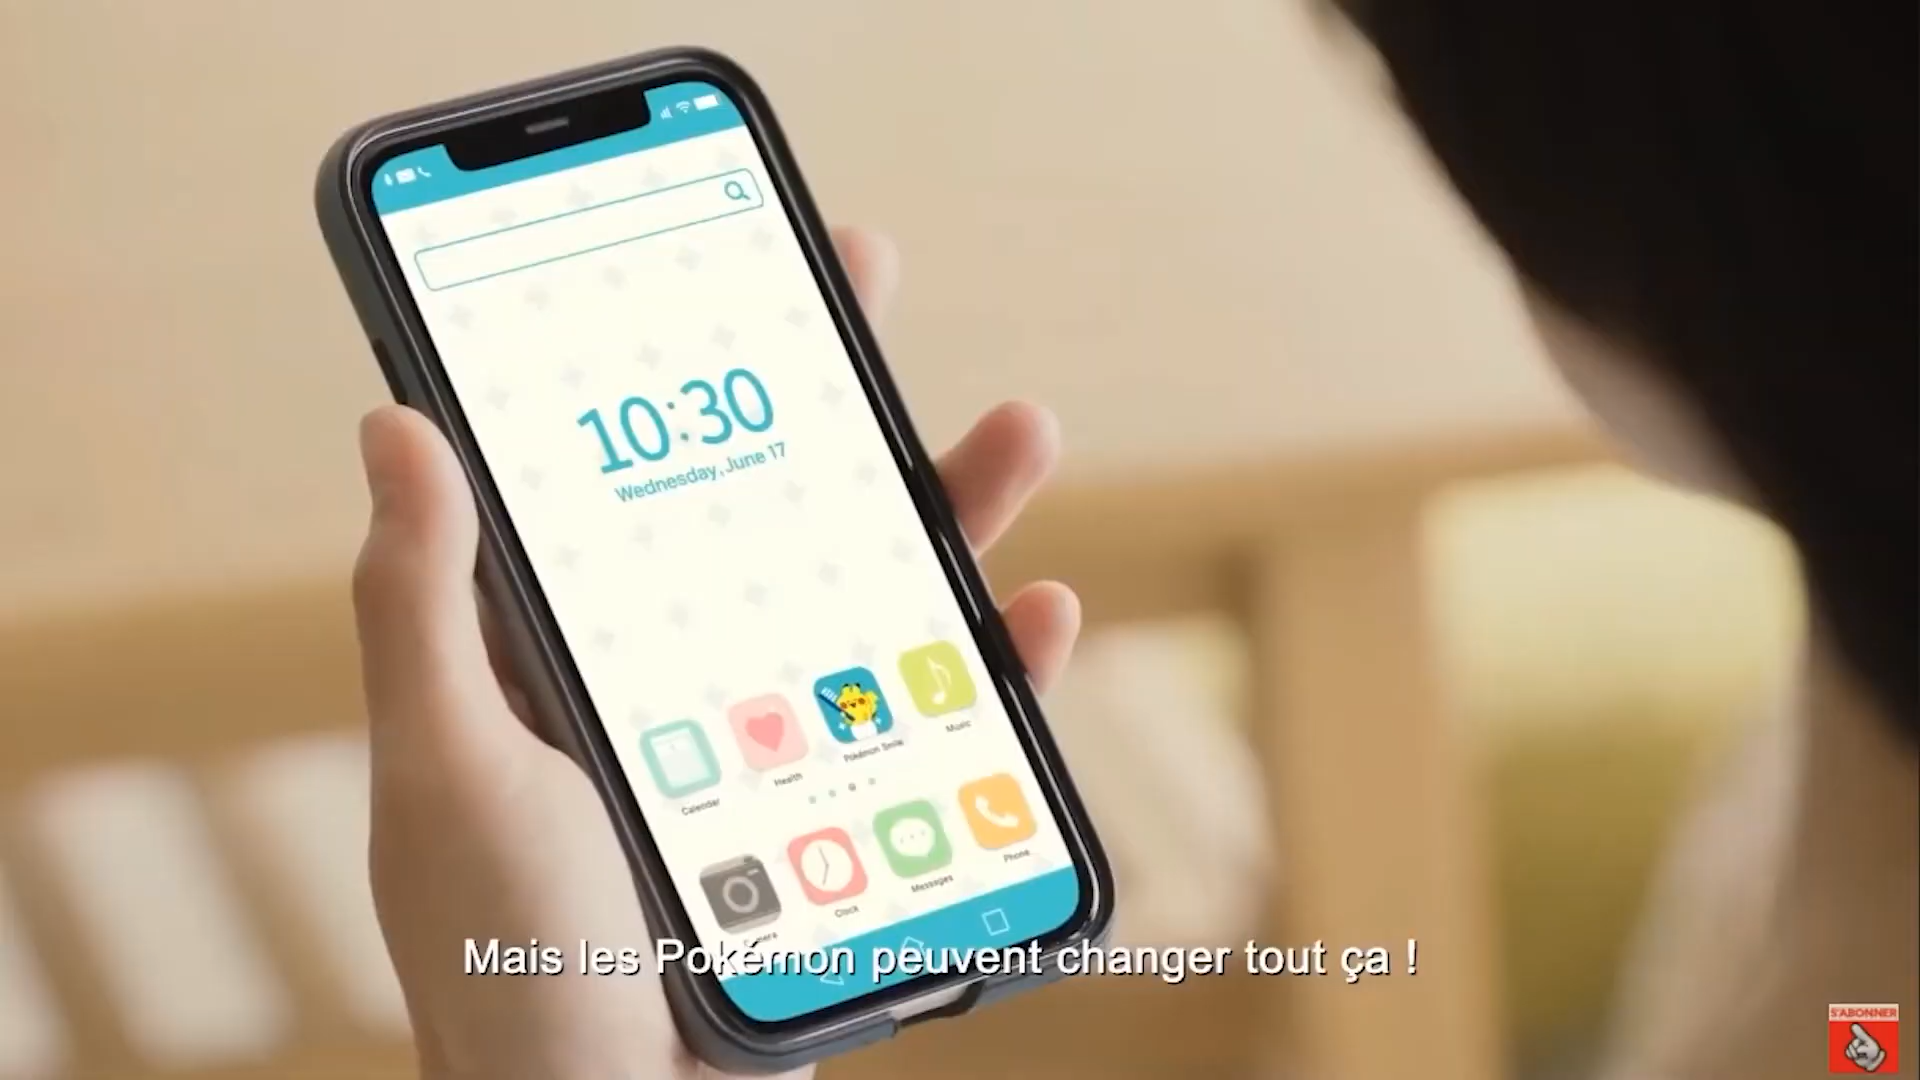 10:30
Wednesday, June 17
Calendar
Health
Pokémon Smile
Music
Clock
Messages
Phone
Mais les Pokémon peuvent changer tout ça !
S'ABONNER